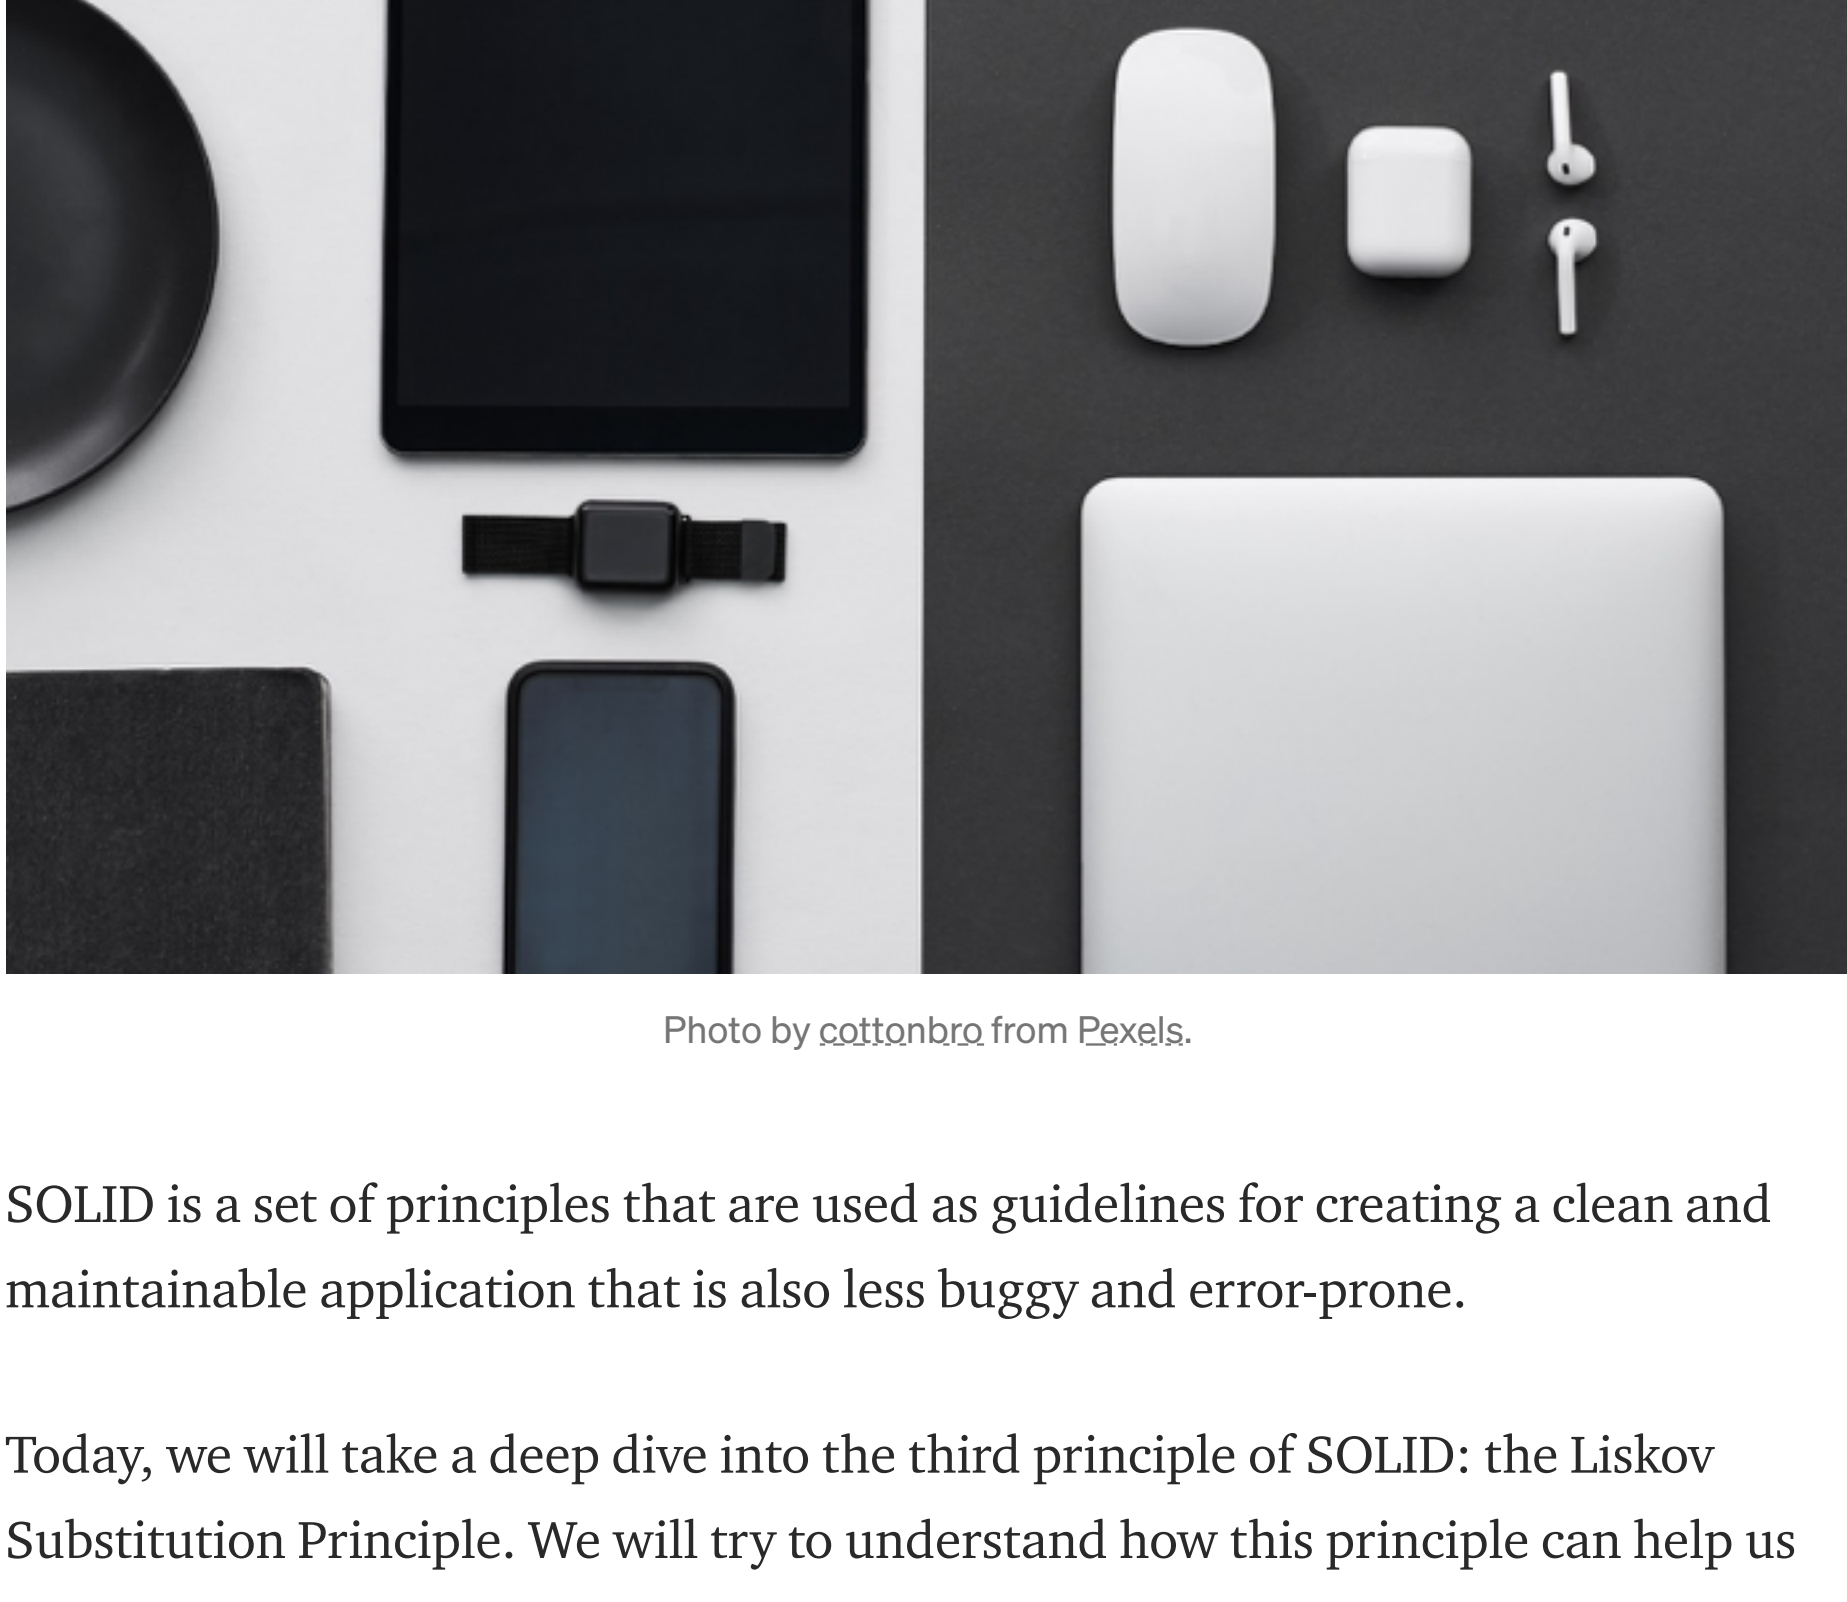 Photo by cottonbro from Pexels.
SOLID is a set of principles that are used as guidelines for creating a clean and
maintainable application that is also less buggy and error-prone.
Today, we will take a deep dive into the third principle of SOLID: the Liskov
Substitution Principle. We will try to understand how this principle can help us